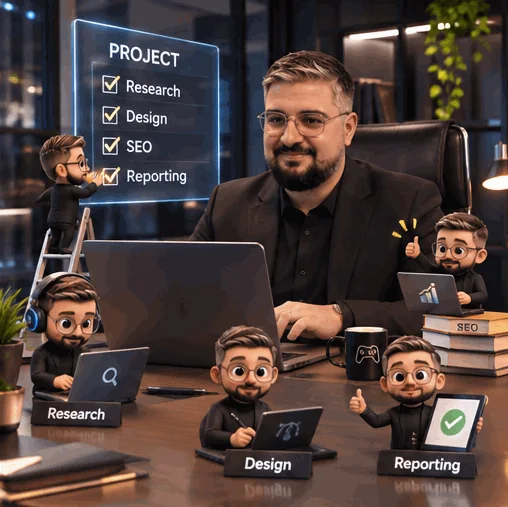 PROJECT
Research
Design
SEO
Reporting
SEO
Research
Design
Reporting